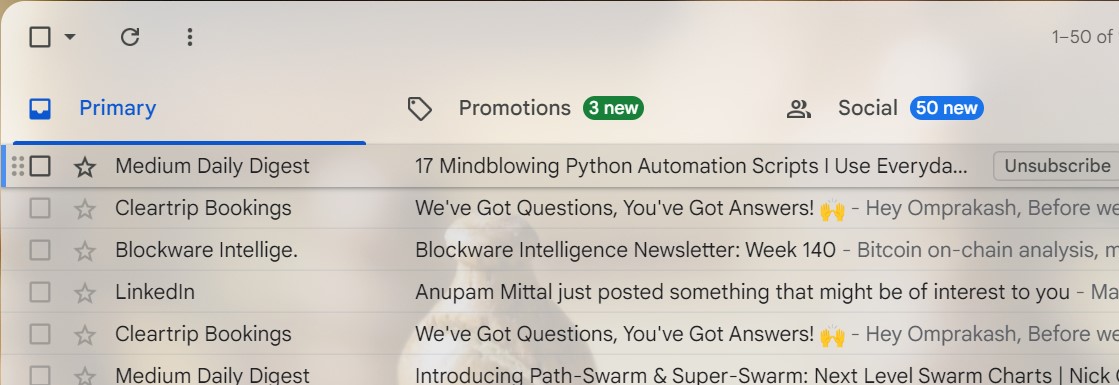 1–50 of
Primary
Promotions 3 new
Social 50 new
Medium Daily Digest 17 Mindblowing Python Automation Scripts I Use Everyda... Unsubscribe
Cleartrip Bookings We've Got Questions, You've Got Answers! 🙌 - Hey Omprakash, Before we
Blockware Intellige. Blockware Intelligence Newsletter: Week 140 - Bitcoin on-chain analysis, m
LinkedIn Anupam Mittal just posted something that might be of interest to you - Ma
Cleartrip Bookings We've Got Questions, You've Got Answers! 🙌 - Hey Omprakash, Before we
Medium Daily Digest Introducing Path-Swarm & Super-Swarm: Next Level Swarm Charts | Nick